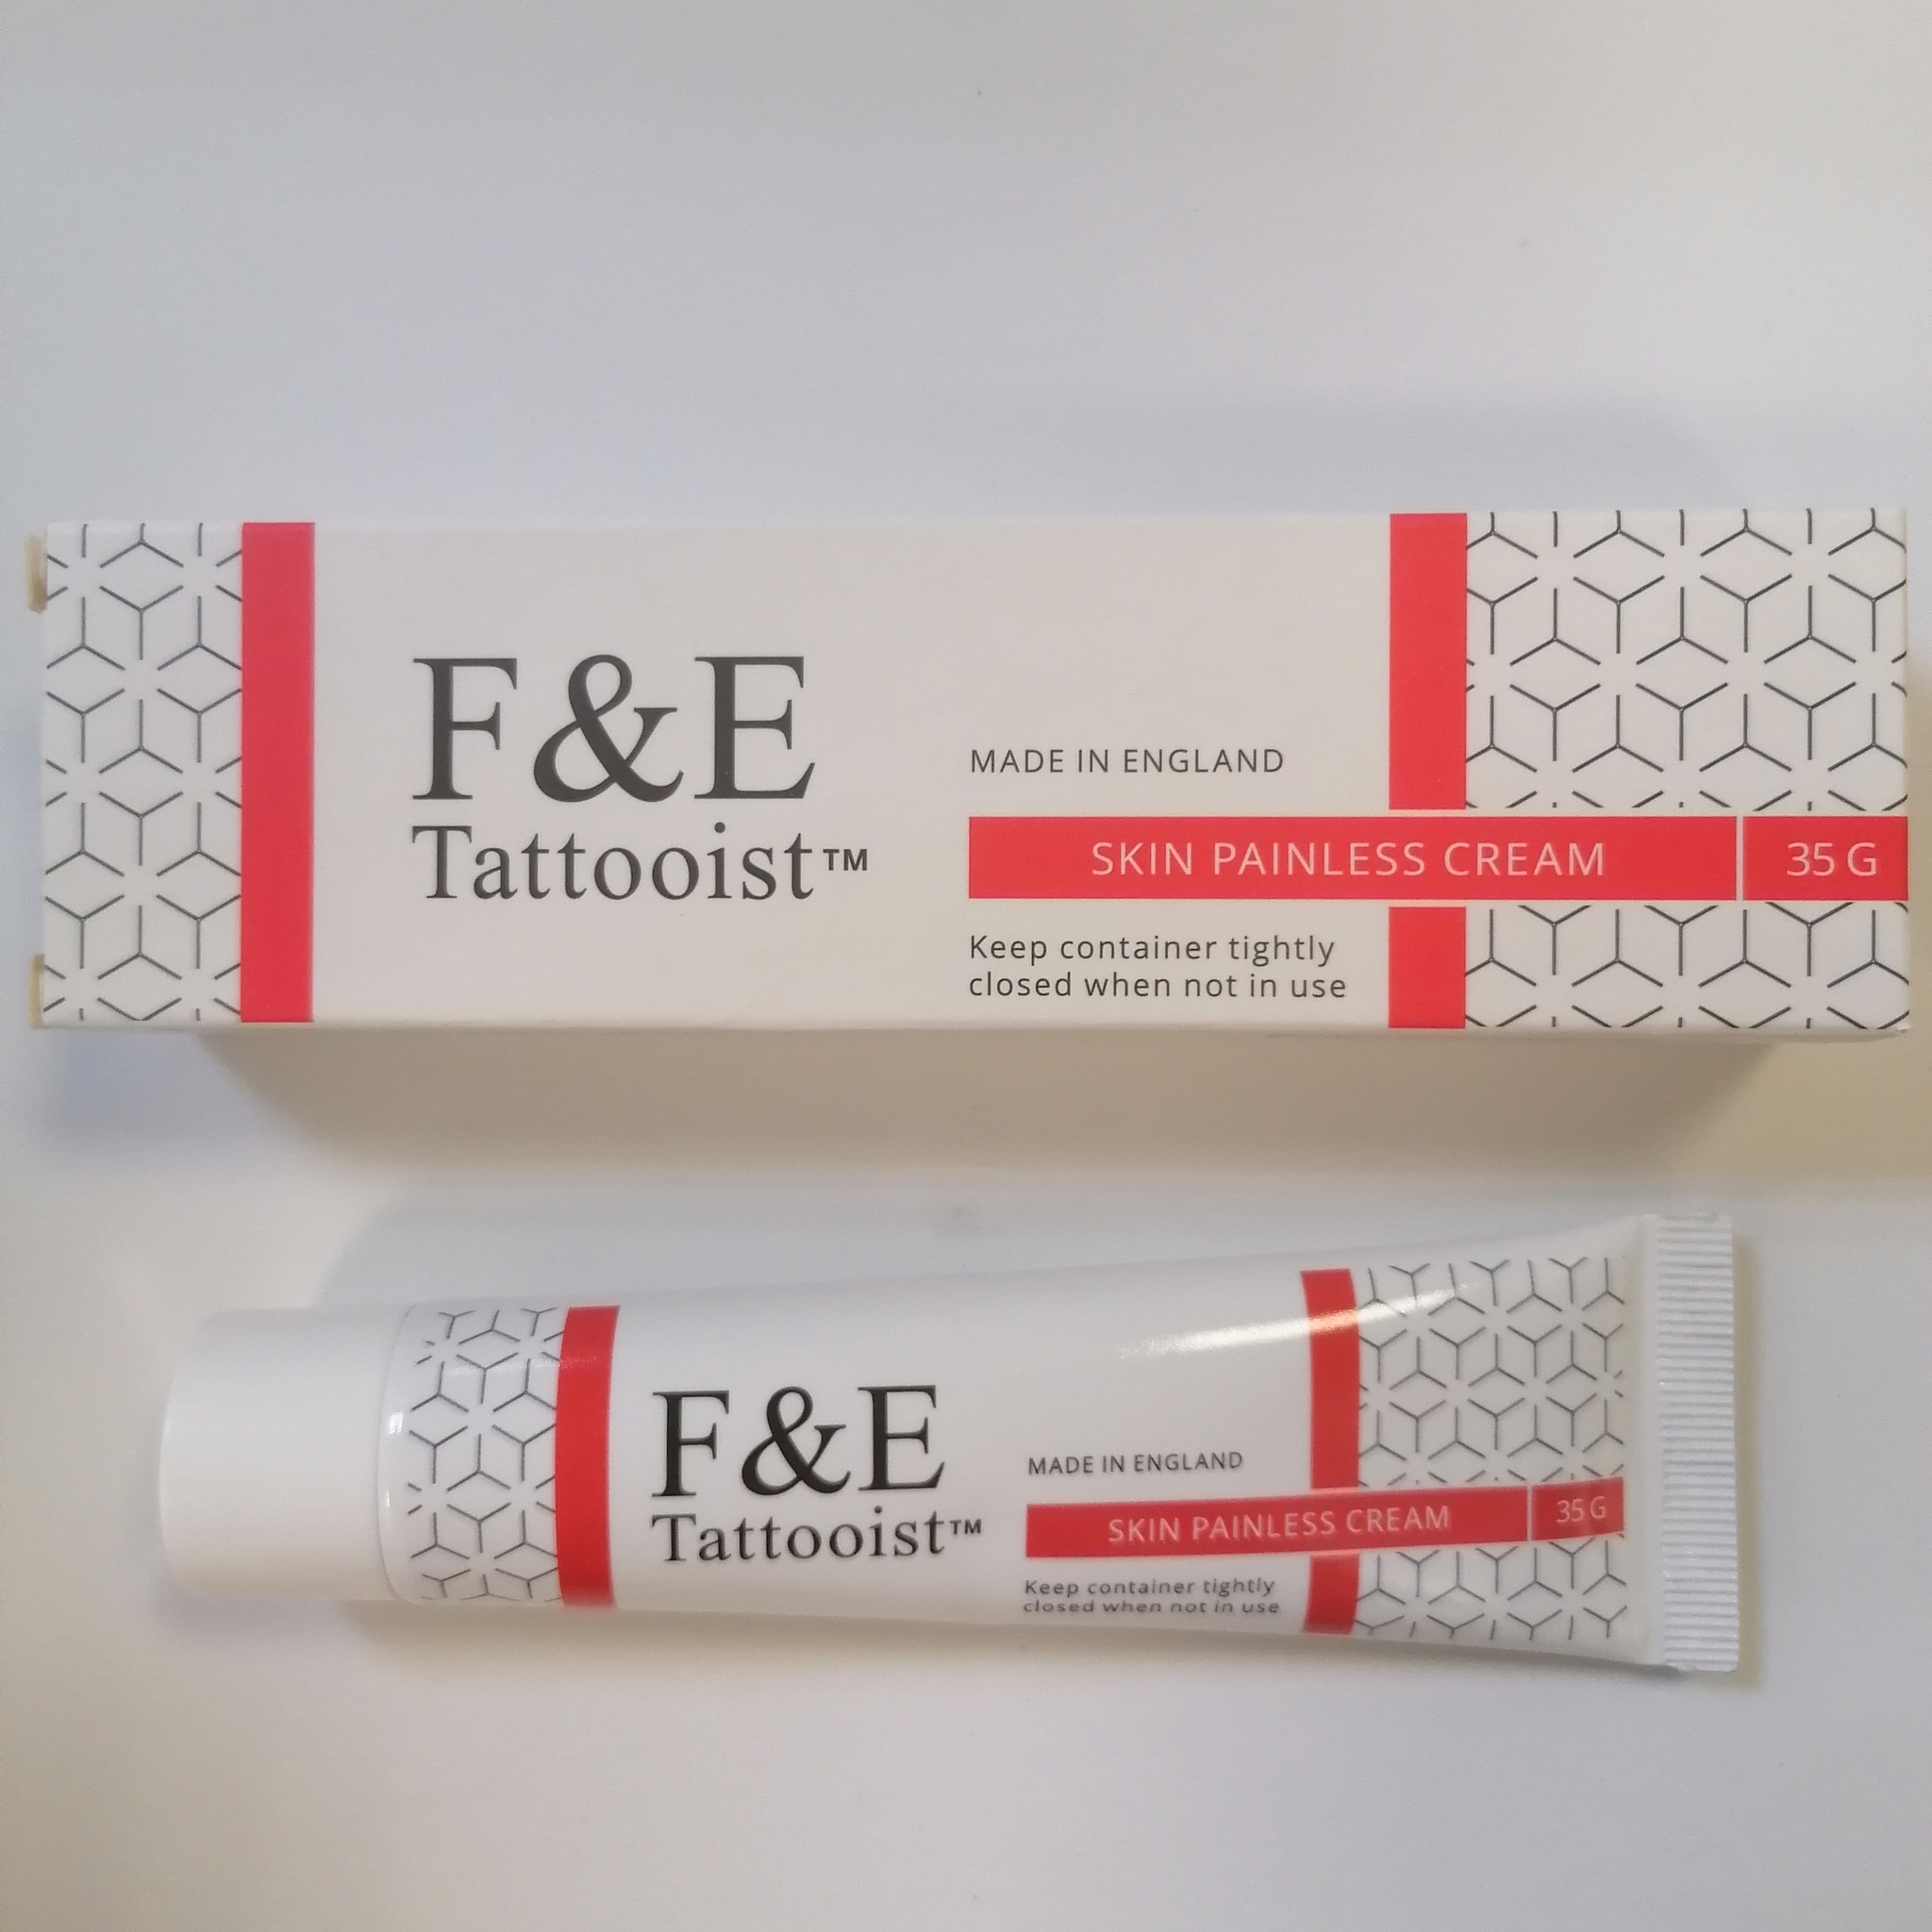 F&E
Tattooist™
MADE IN ENGLAND
SKIN PAINLESS CREAM 35 G
Keep container tightly
closed when not in use
F&E
Tattooist™
MADE IN ENGLAND
SKIN PAINLESS CREAM 35 G
Keep container tightly
closed when not in use